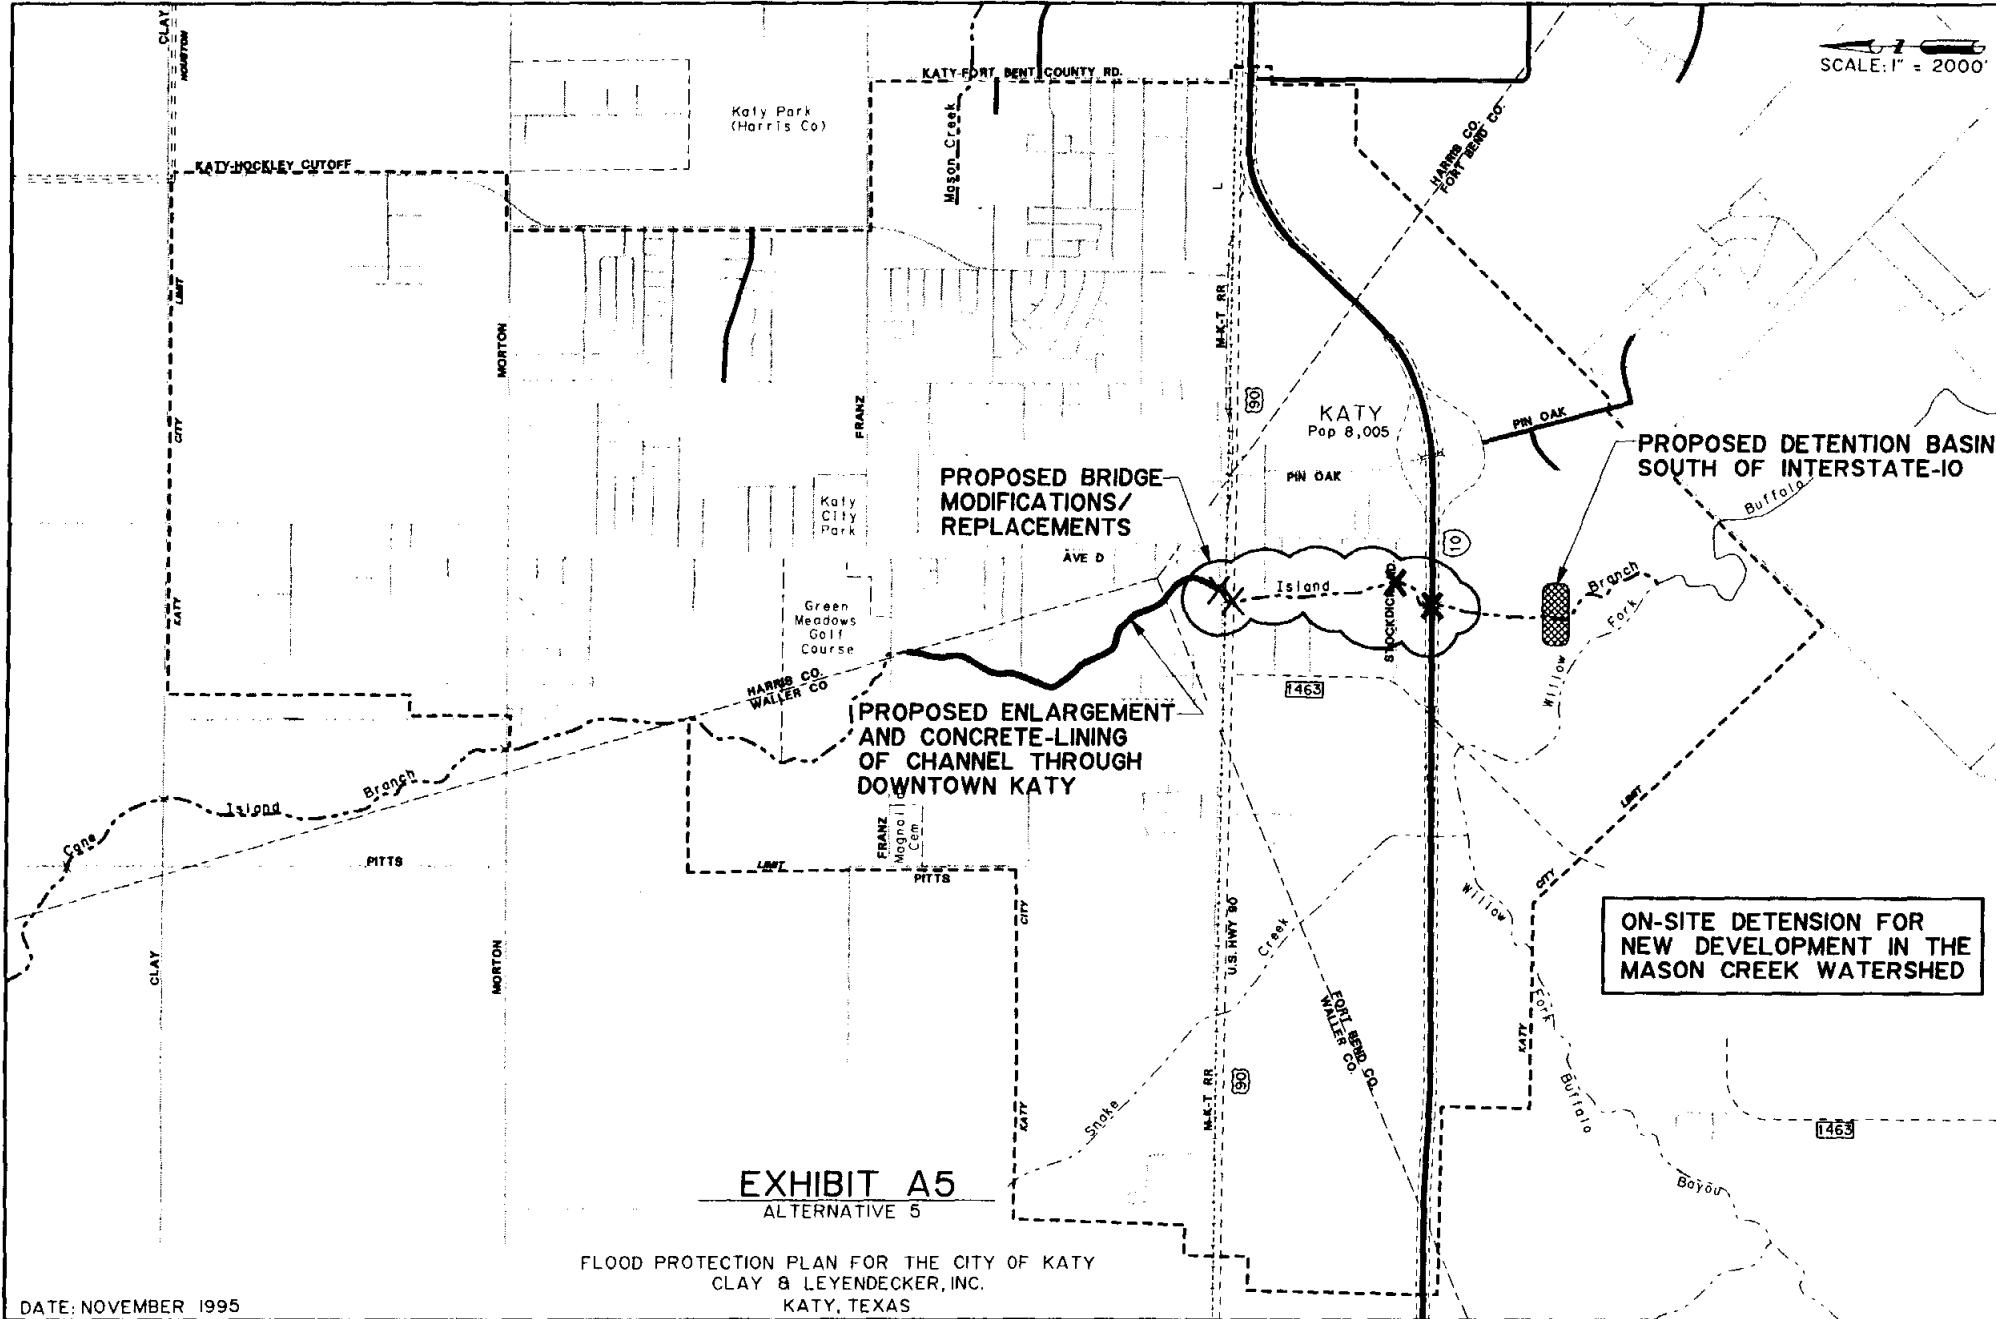 CLAY
HOUSTON
KATY-FORT BENT COUNTY RD.
SCALE: 1" = 2000'
Katy Park
(Harris Co)
Mason Creek
HARRIS CO.
FORT BEND CO.
KATY-HOCKLEY CUTOFF
LIMIT
CITY
KATY
MORTON
FRANZ
M-K-T RR
90
KATY
Pop 8,005
PIN OAK
PIN OAK
PROPOSED DETENTION BASIN
SOUTH OF INTERSTATE-10
PROPOSED BRIDGE
MODIFICATIONS/
REPLACEMENTS
Katy
City
Park
AVE D
10
Buffalo
Island
Branch
Fork
Willow
Green
Meadows
Golf
Course
HARRIS CO.
WALLER CO
1463
PROPOSED ENLARGEMENT
AND CONCRETE-LINING
OF CHANNEL THROUGH
DOWNTOWN KATY
Cane
Island
Branch
PITTS
FRANZ
Magnolia
Cem
LIMIT
PITTS
CITY
KATY
CLAY
MORTON
U.S. HWY 90
Creek
Snake
M-K-T RR
90
FORT BEND CO.
WALLER CO.
LIMIT
CITY
KATY
Willow
Fork
Buffalo
Bayou
1463
ON-SITE DETENSION FOR
NEW DEVELOPMENT IN THE
MASON CREEK WATERSHED
EXHIBIT A5
ALTERNATIVE 5
FLOOD PROTECTION PLAN FOR THE CITY OF KATY
CLAY & LEYENDECKER, INC.
KATY, TEXAS
DATE: NOVEMBER 1995